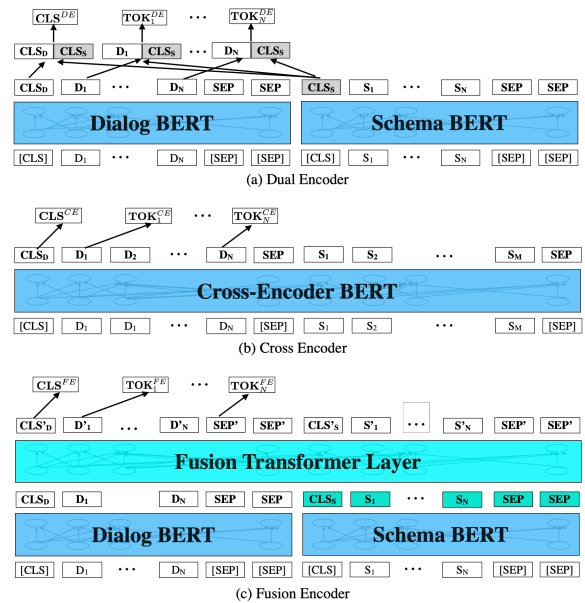 CLS^{DE} TOK_1^{DE} ··· TOK_N^{DE}
CLS_D CLS_S D_1 CLS_S ··· D_N CLS_S
CLS_D D_1 ··· D_N SEP SEP CLS_S S_1 ··· S_N SEP SEP
Dialog BERT Schema BERT
[CLS] D_1 ··· D_N [SEP] [SEP] [CLS] S_1 ··· S_N [SEP] [SEP]
(a) Dual Encoder
CLS^{CE} TOK_1^{CE} ··· TOK_N^{CE}
CLS_D D_1 D_2 ··· D_N SEP S_1 S_2 ··· S_M SEP
Cross-Encoder BERT
[CLS] D_1 D_1 ··· D_N [SEP] S_1 S_2 ··· S_M [SEP]
(b) Cross Encoder
CLS^{FE} TOK_1^{FE} ··· TOK_N^{FE}
CLS'_D D'_1 ... D'_N SEP' SEP' CLS'_S S'_1 ... S'_N SEP' SEP'
Fusion Transformer Layer
CLS_D D_1 D_N SEP SEP CLS_S S_1 ··· S_N SEP SEP
Dialog BERT Schema BERT
[CLS] D_1 ··· D_N [SEP] [SEP] [CLS] S_1 ··· S_N [SEP] [SEP]
(c) Fusion Encoder